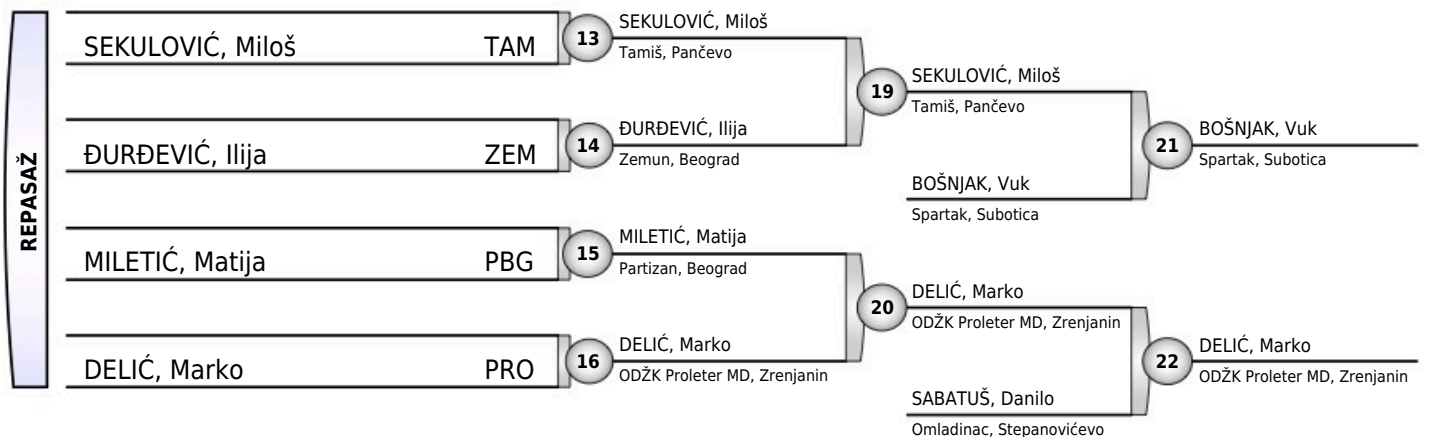 REPASAŽ
SEKULOVIĆ, Miloš TAM
ĐURĐEVIĆ, Ilija ZEM
MILETIĆ, Matija PBG
DELIĆ, Marko PRO
13
SEKULOVIĆ, Miloš
Tamiš, Pančevo
14
ĐURĐEVIĆ, Ilija
Zemun, Beograd
15
MILETIĆ, Matija
Partizan, Beograd
16
DELIĆ, Marko
ODŽK Proleter MD, Zrenjanin
19
SEKULOVIĆ, Miloš
Tamiš, Pančevo
BOŠNJAK, Vuk
Spartak, Subotica
20
DELIĆ, Marko
ODŽK Proleter MD, Zrenjanin
SABATUŠ, Danilo
Omladinac, Stepanovićevo
21
BOŠNJAK, Vuk
Spartak, Subotica
22
DELIĆ, Marko
ODŽK Proleter MD, Zrenjanin